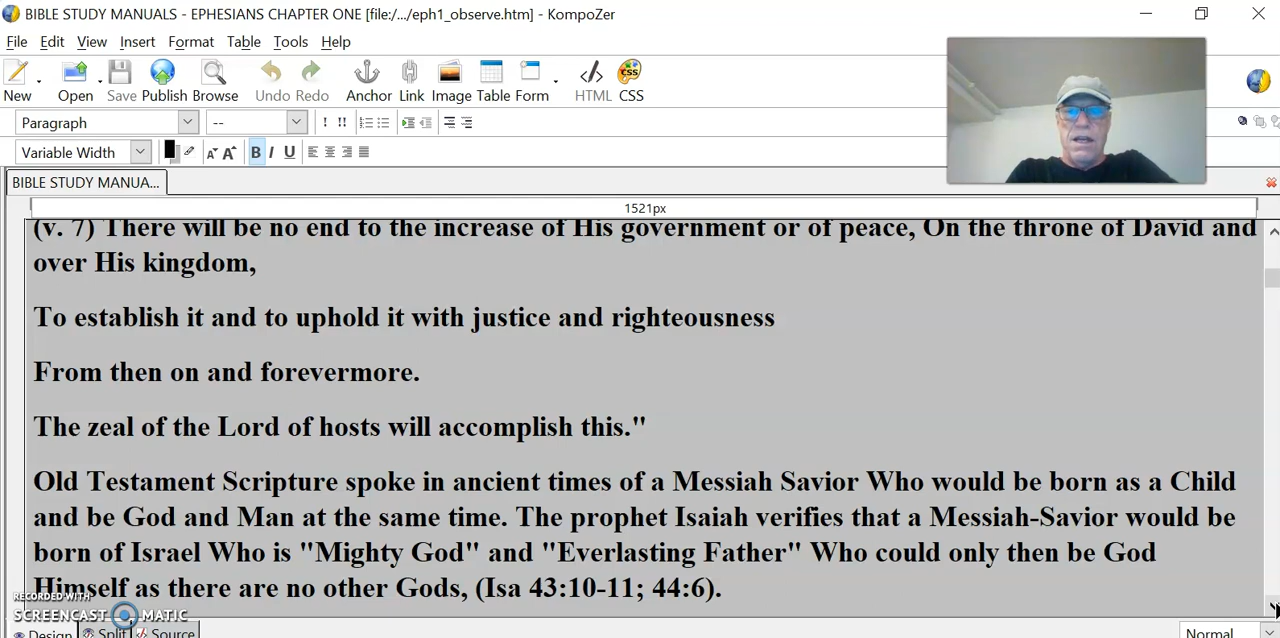 BIBLE STUDY MANUALS - EPHESIANS CHAPTER ONE [file:/.../eph1_observe.htm] - KompoZer
File Edit View Insert Format Table Tools Help
New Open Save Publish Browse Undo Redo Anchor Link Image Table Form HTML CSS
Paragraph --
Variable Width B I U
BIBLE STUDY MANUA...
1521px
(v. 7) There will be no end to the increase of His government or of peace, On the throne of David and
over His kingdom,
To establish it and to uphold it with justice and righteousness
From then on and forevermore.
The zeal of the Lord of hosts will accomplish this."
Old Testament Scripture spoke in ancient times of a Messiah Savior Who would be born as a Child
and be God and Man at the same time. The prophet Isaiah verifies that a Messiah-Savior would be
born of Israel Who is "Mighty God" and "Everlasting Father" Who could only then be God
Himself as there are no other Gods, (Isa 43:10-11; 44:6).
RECORDED WITH
SCREENCAST MATIC
Design Split Source Normal